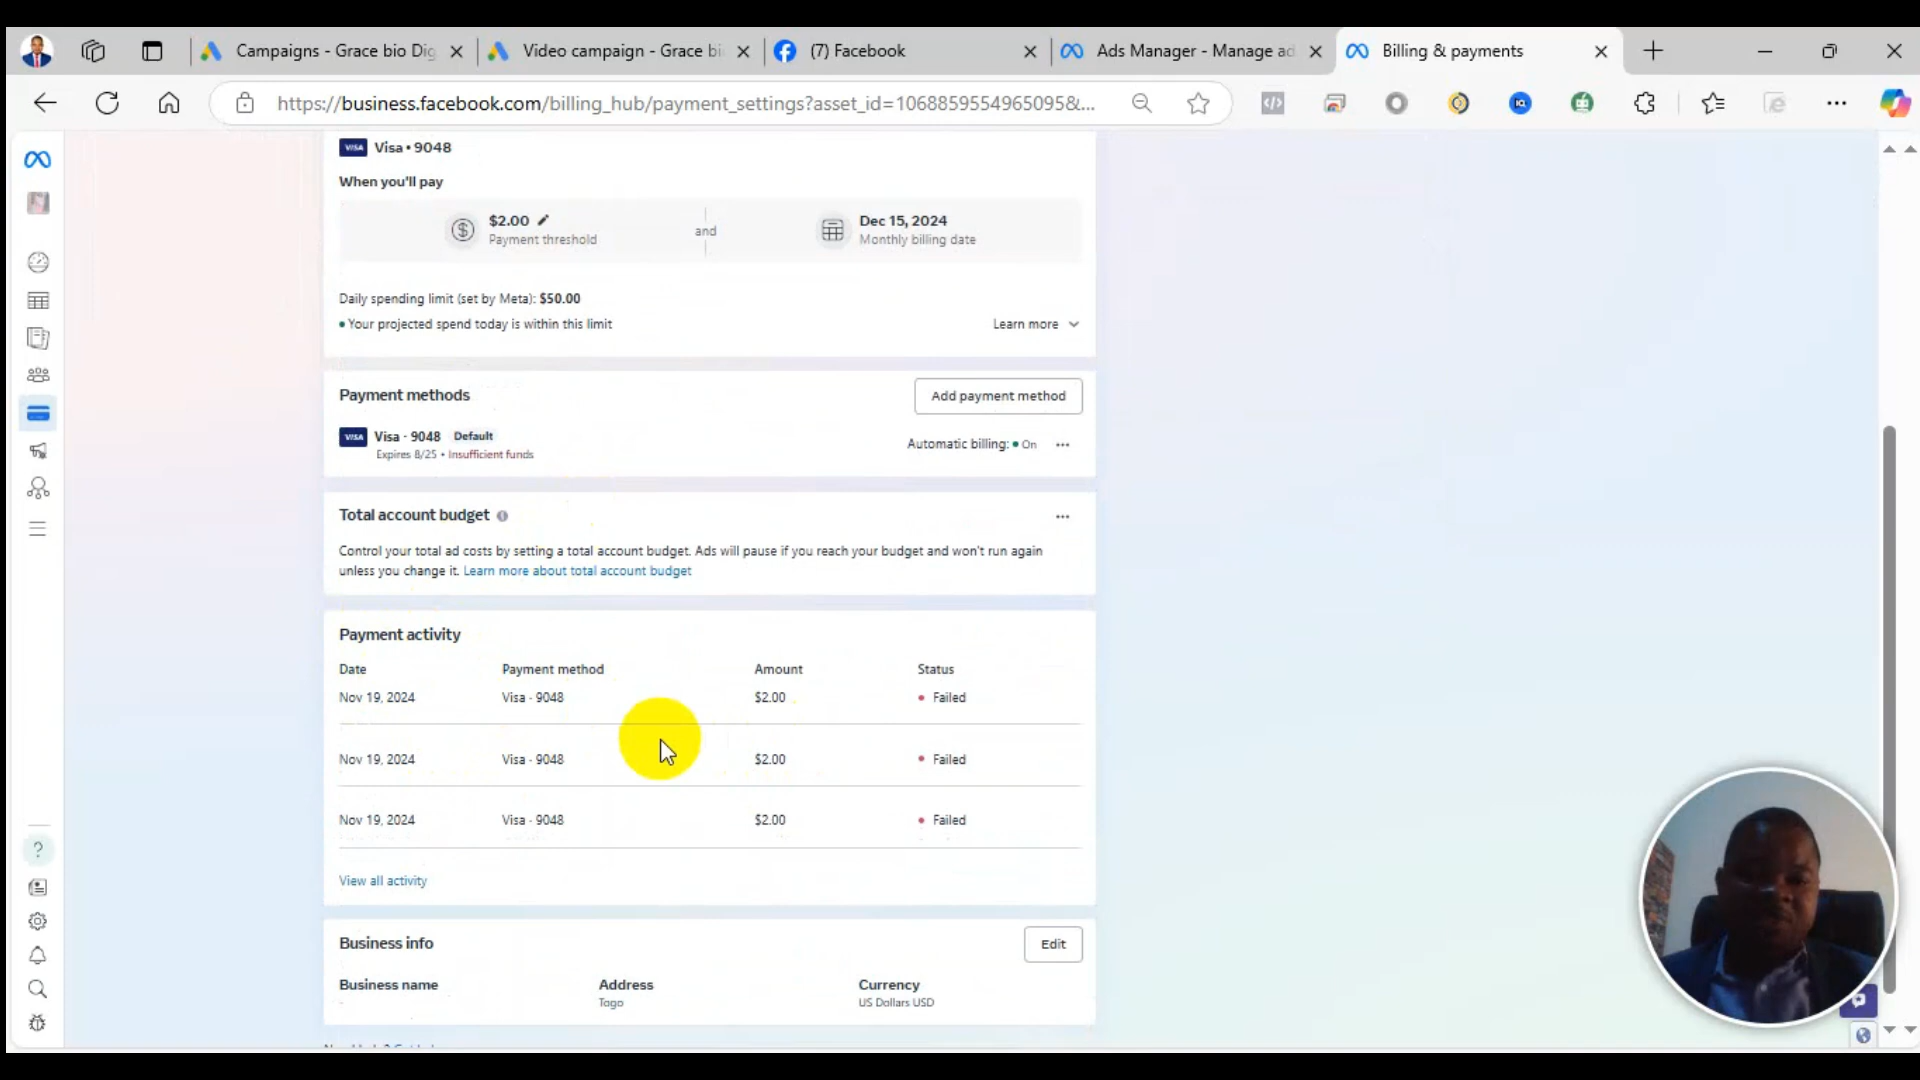 Campaigns - Grace bio Dig
Video campaign - Grace bi
(7) Facebook
Ads Manager - Manage ad
Billing & payments
https://business.facebook.com/billing_hub/payment_settings?asset_id=1068859554965095&...
VISA Visa • 9048
When you'll pay
$2.00
Payment threshold
and
Dec 15, 2024
Monthly billing date
Daily spending limit (set by Meta): $50.00
Your projected spend today is within this limit
Learn more
Payment methods
Add payment method
VISA Visa · 9048 Default
Expires 8/25 • Insufficient funds
Automatic billing: On
Total account budget
Control your total ad costs by setting a total account budget. Ads will pause if you reach your budget and won't run again
unless you change it. Learn more about total account budget
Payment activity
Date Payment method Amount Status
Nov 19, 2024 Visa - 9048 $2.00 Failed
Nov 19, 2024 Visa - 9048 $2.00 Failed
Nov 19, 2024 Visa - 9048 $2.00 Failed
View all activity
Business info
Edit
Business name Address Currency
Togo US Dollars USD